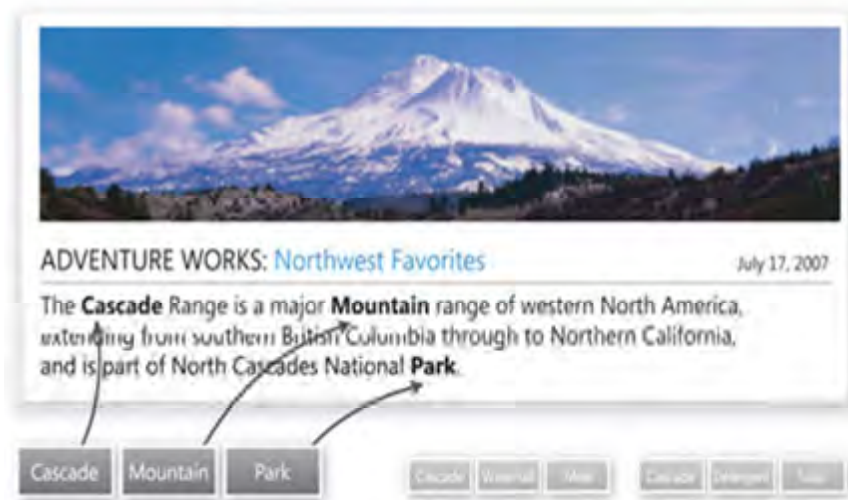 ADVENTURE WORKS: Northwest Favorites
July 17, 2007
The Cascade Range is a major Mountain range of western North America,
extending from southern British Columbia through to Northern California,
and is part of North Cascades National Park.
Cascade Mountain Park
Cascade Waterfall
Cascade Detergent